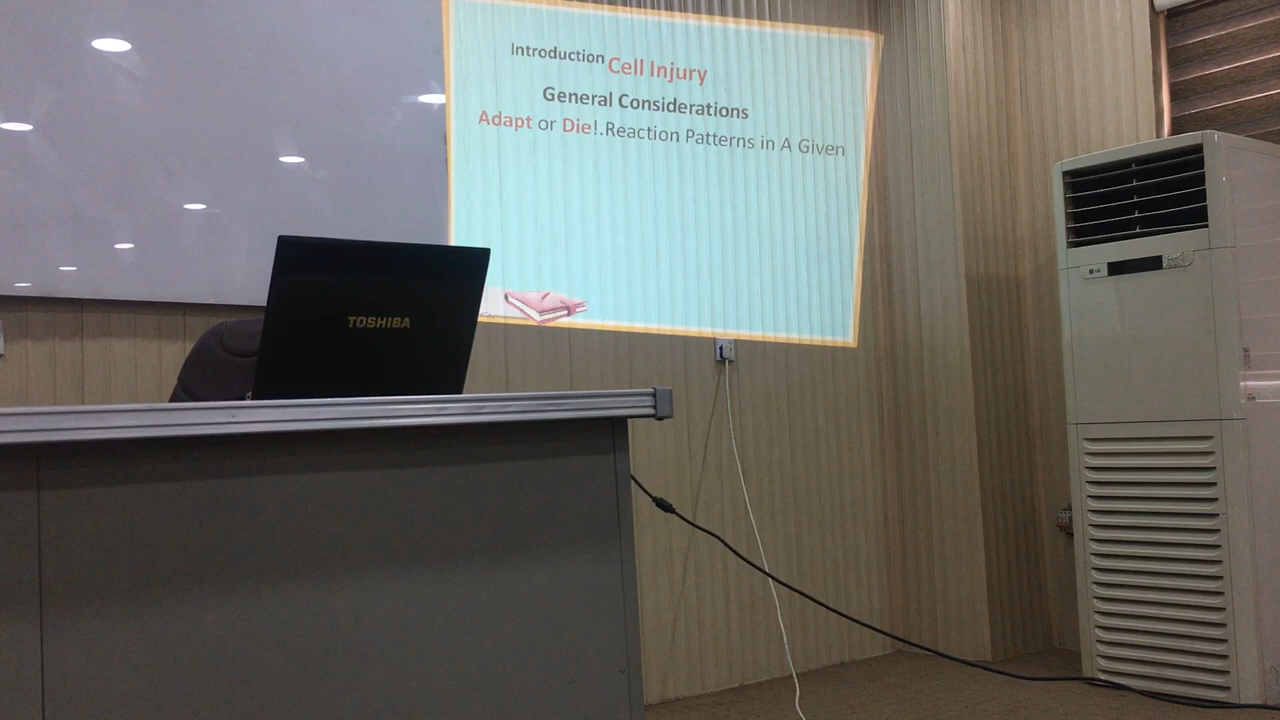 Introduction Cell Injury
General Considerations
Adapt or Die!.Reaction Patterns in A Given
TOSHIBA
LG